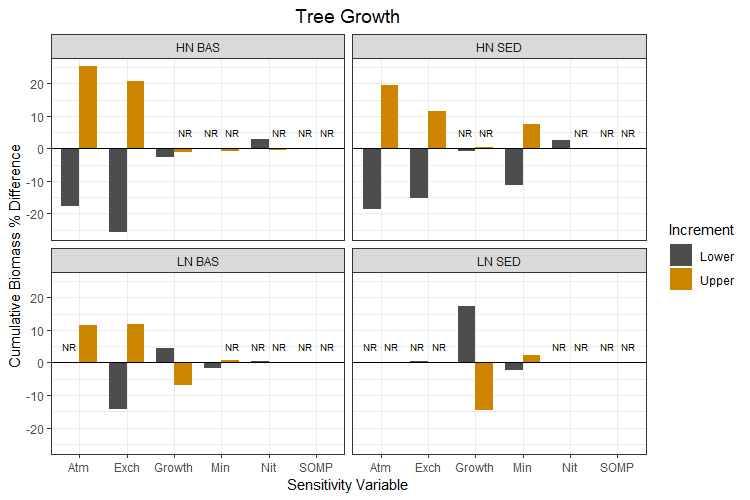 Tree Growth
HN BAS
HN SED
20
10
0
-10
-20
NR NR NR NR NR NR
NR NR NR NR NR
LN BAS
LN SED
20
10
0
-10
-20
NR NR NR NR NR NR
NR NR NR NR NR NR NR NR
Atm Exch Growth Min Nit SOMP
Atm Exch Growth Min Nit SOMP
Sensitivity Variable
Cumulative Biomass % Difference
Increment
Lower
Upper